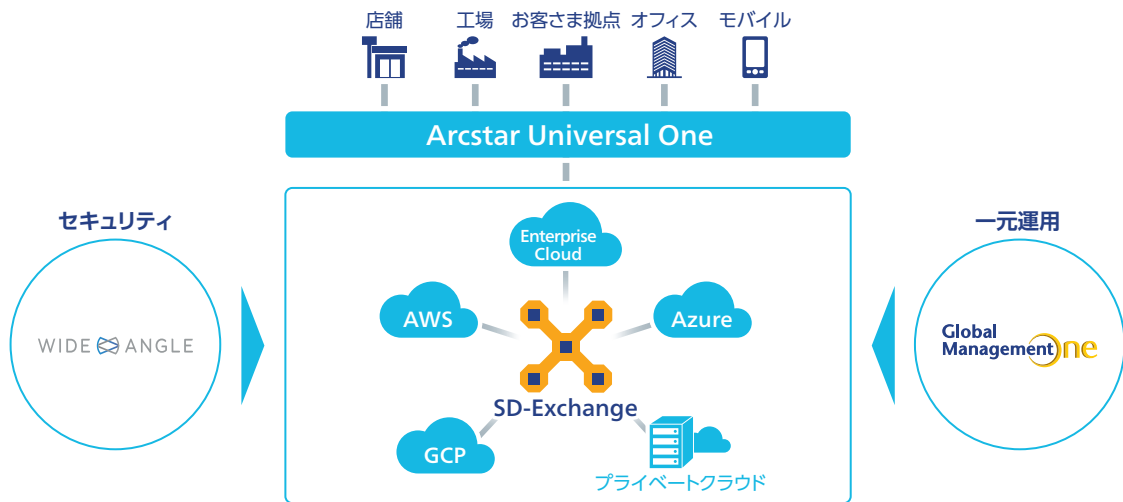 店舗
工場
お客さま拠点
オフィス
モバイル
Arcstar Universal One
セキュリティ
WIDE ANGLE
Enterprise
Cloud
AWS
Azure
SD-Exchange
GCP
プライベートクラウド
一元運用
Global
Management One